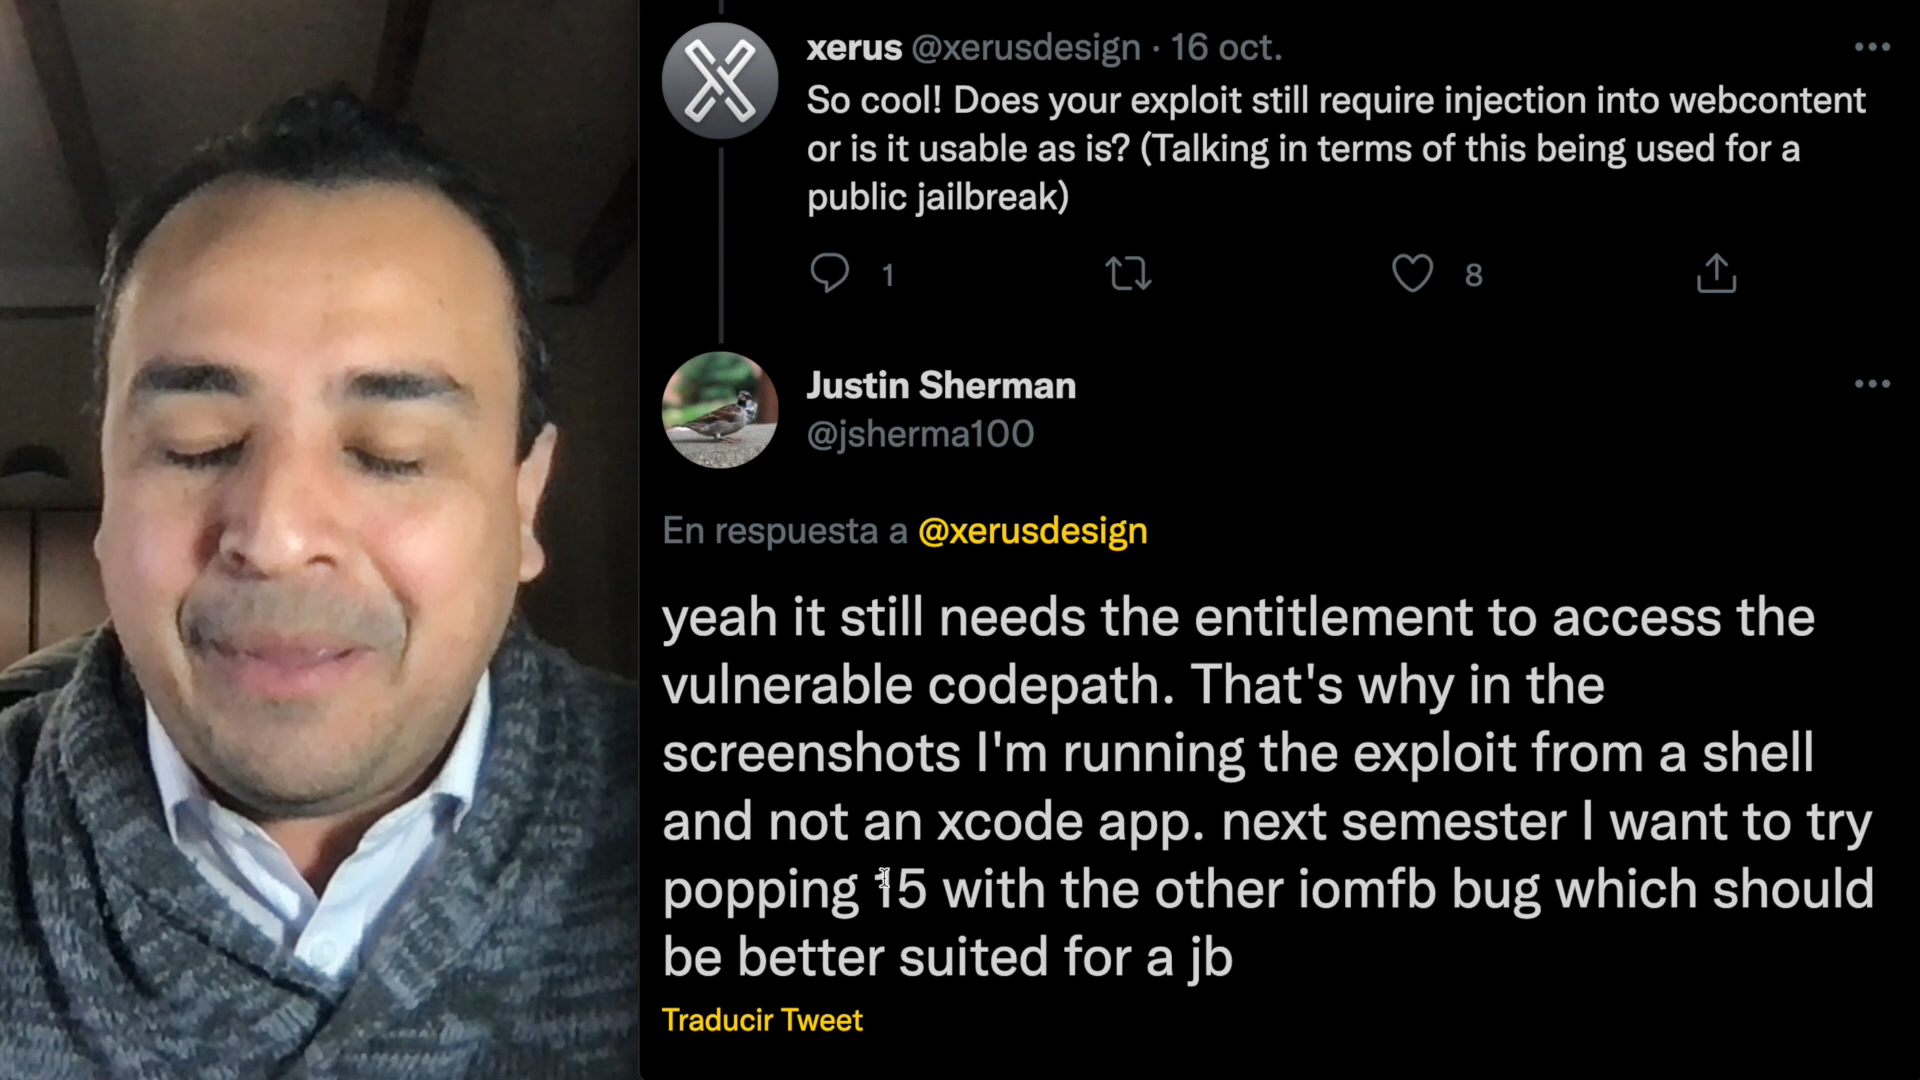 xerus @xerusdesign · 16 oct.
So cool! Does your exploit still require injection into webcontent
or is it usable as is? (Talking in terms of this being used for a
public jailbreak)
1 8
Justin Sherman
@jsherma100
En respuesta a @xerusdesign
yeah it still needs the entitlement to access the
vulnerable codepath. That's why in the
screenshots I'm running the exploit from a shell
and not an xcode app. next semester I want to try
popping 15 with the other iomfb bug which should
be better suited for a jb
Traducir Tweet